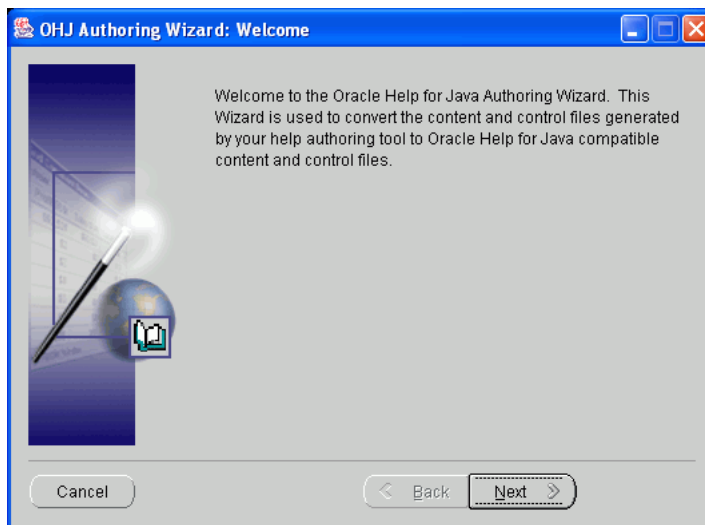 OHJ Authoring Wizard: Welcome
Welcome to the Oracle Help for Java Authoring Wizard. This
Wizard is used to convert the content and control files generated
by your help authoring tool to Oracle Help for Java compatible
content and control files.
Cancel
Back
Next